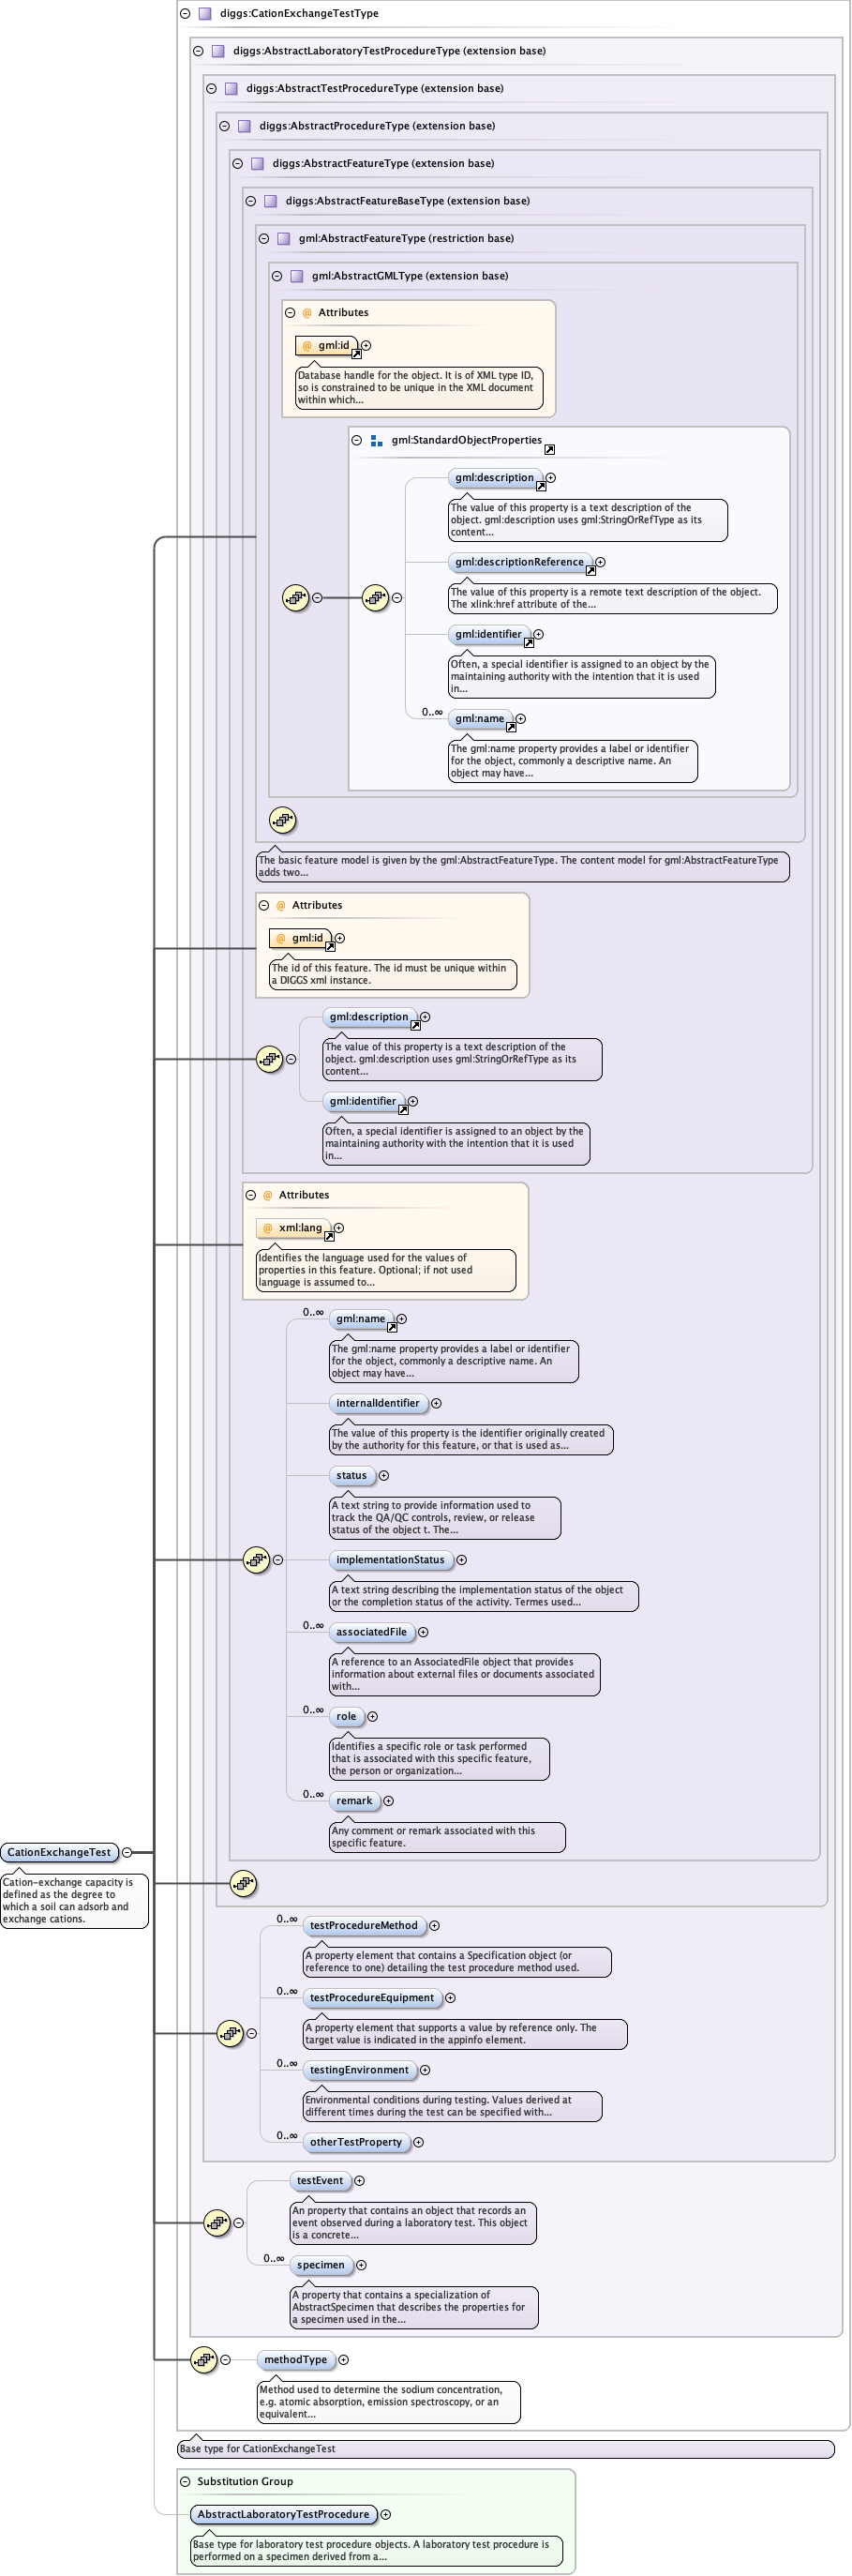 diggs:CationExchangeTestType
diggs:AbstractLaboratoryTestProcedureType (extension base)
diggs:AbstractTestProcedureType (extension base)
diggs:AbstractProcedureType (extension base)
diggs:AbstractFeatureType (extension base)
diggs:AbstractFeatureBaseType (extension base)
gml:AbstractFeatureType (restriction base)
gml:AbstractGMLType (extension base)
@ Attributes
@ gml:id
Database handle for the object. It is of XML type ID,
so is constrained to be unique in the XML document
within which...
gml:StandardObjectProperties
gml:description
The value of this property is a text description of the
object. gml:description uses gml:StringOrRefType as its
content...
gml:descriptionReference
The value of this property is a remote text description of the object.
The xlink:href attribute of the...
gml:identifier
Often, a special identifier is assigned to an object by the
maintaining authority with the intention that it is used
in...
0..∞
gml:name
The gml:name property provides a label or identifier
for the object, commonly a descriptive name. An
object may have...
The basic feature model is given by the gml:AbstractFeatureType. The content model for gml:AbstractFeatureType
adds two...
@ Attributes
@ gml:id
The id of this feature. The id must be unique within
a DIGGS xml instance.
gml:description
The value of this property is a text description of the
object. gml:description uses gml:StringOrRefType as its
content...
gml:identifier
Often, a special identifier is assigned to an object by the
maintaining authority with the intention that it is used
in...
@ Attributes
@ xml:lang
Identifies the language used for the values of
properties in this feature. Optional; if not used
language is assumed to...
0..∞
gml:name
The gml:name property provides a label or identifier
for the object, commonly a descriptive name. An
object may have...
internalIdentifier
The value of this property is the identifier originally created
by the authority for this feature, or that is used as...
status
A text string to provide information used to
track the QA/QC controls, review, or release
status of the object t. The...
implementationStatus
A text string describing the implementation status of the object
or the completion status of the activity. Termes used...
0..∞
associatedFile
A reference to an AssociatedFile object that provides
information about external files or documents associated
with...
0..∞
role
Identifies a specific role or task performed
that is associated with this specific feature,
the person or organization...
0..∞
remark
Any comment or remark associated with this
specific feature.
CationExchangeTest
Cation-exchange capacity is
defined as the degree to
which a soil can adsorb and
exchange cations.
0..∞
testProcedureMethod
A property element that contains a Specification object (or
reference to one) detailing the test procedure method used.
0..∞
testProcedureEquipment
A property element that supports a value by reference only. The
target value is indicated in the appinfo element.
0..∞
testingEnvironment
Environmental conditions during testing. Values derived at
different times during the test can be specified with...
0..∞
otherTestProperty
testEvent
An property that contains an object that records an
event observed during a laboratory test. This object
is a concrete...
0..∞
specimen
A property that contains a specialization of
AbstractSpecimen that describes the properties for
a specimen used in the...
methodType
Method used to determine the sodium concentration,
e.g. atomic absorption, emission spectroscopy, or an
equivalent...
Base type for CationExchangeTest
Substitution Group
AbstractLaboratoryTestProcedure
Base type for laboratory test procedure objects. A laboratory test procedure is
performed on a specimen derived from a...